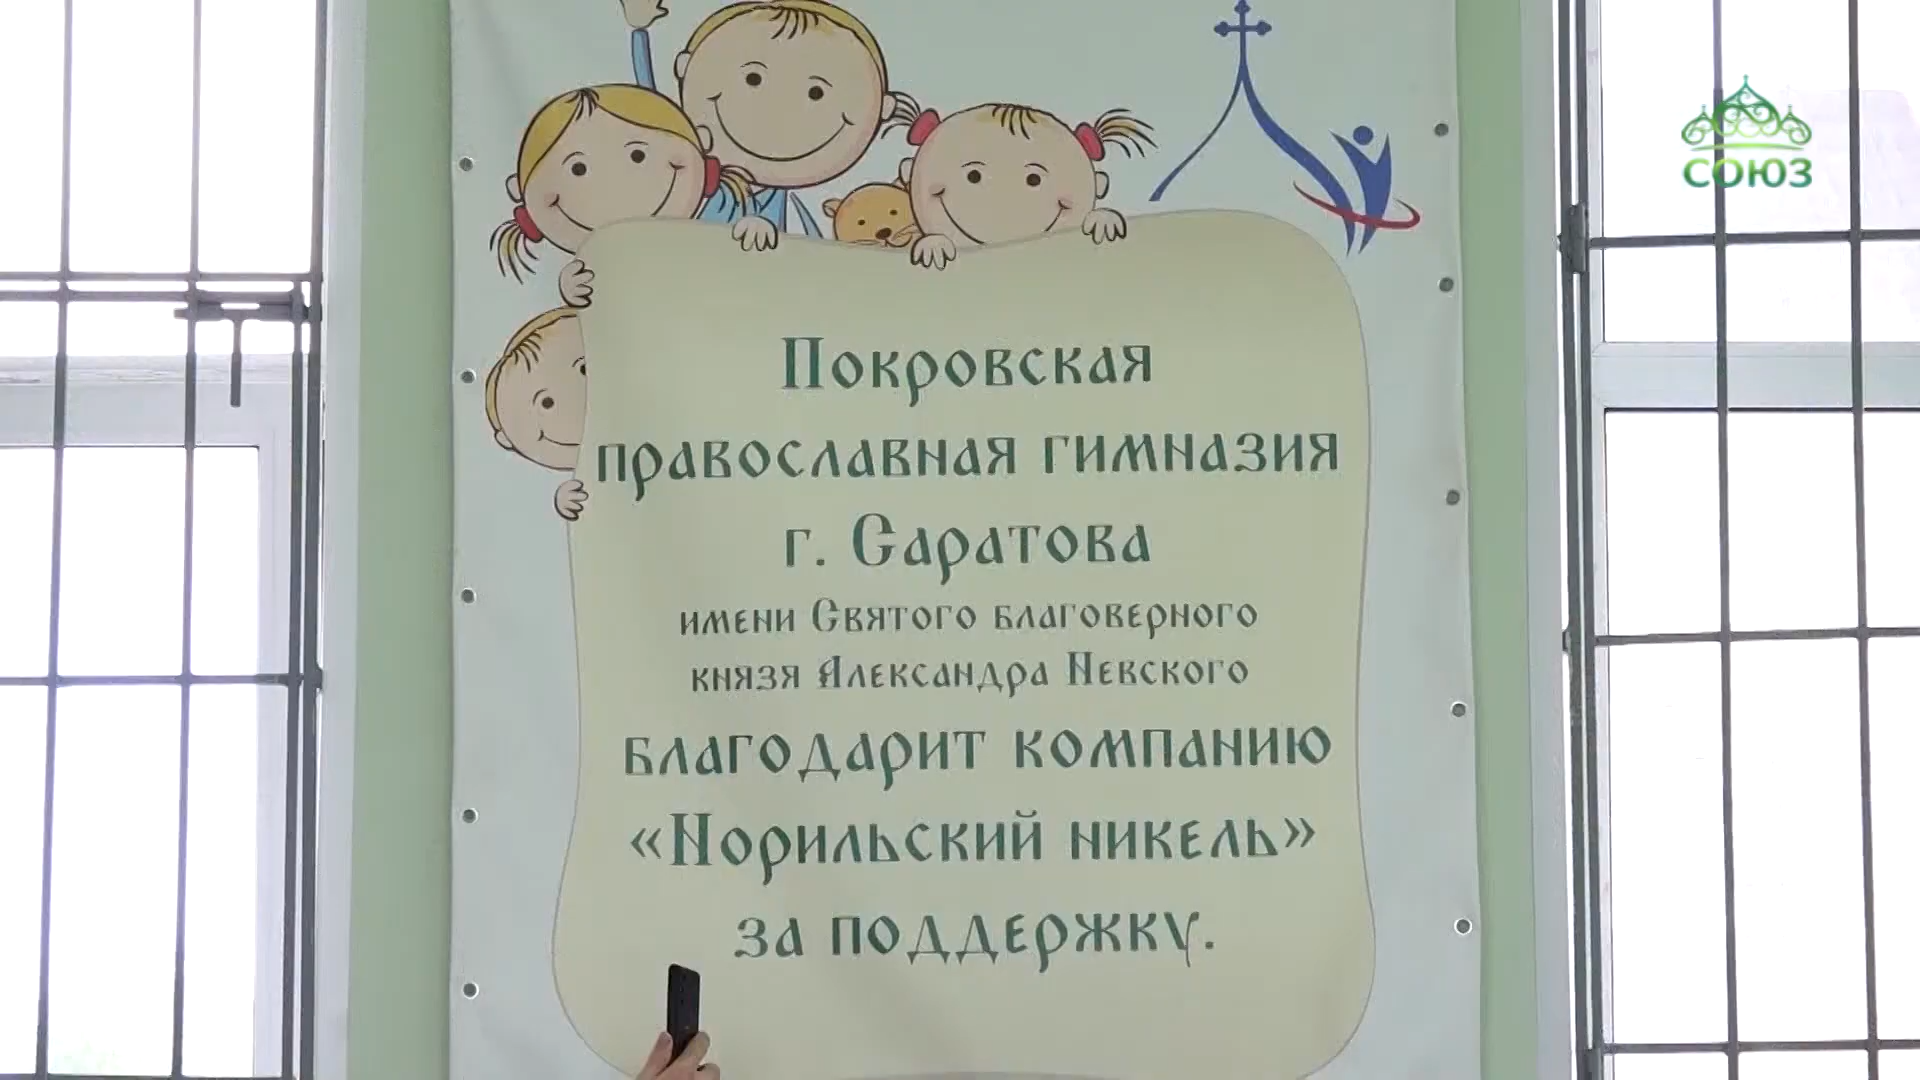 СОЮЗ
Покровская
православная гимназия
г. Саратова
имени Святого благоверного
князя Александра Невского
благодарит компанию
«Норильский никель»
за поддержку.